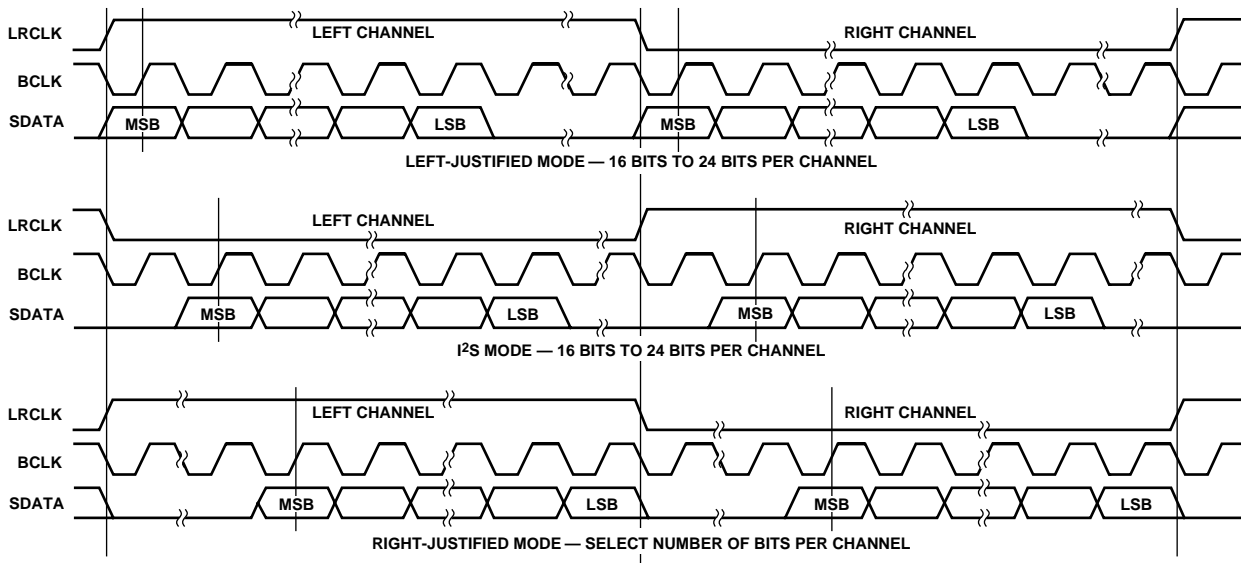 LRCLK LEFT CHANNEL RIGHT CHANNEL
BCLK
SDATA MSB LSB MSB LSB
LEFT-JUSTIFIED MODE — 16 BITS TO 24 BITS PER CHANNEL
LRCLK LEFT CHANNEL RIGHT CHANNEL
BCLK
SDATA MSB LSB MSB LSB
I²S MODE — 16 BITS TO 24 BITS PER CHANNEL
LRCLK LEFT CHANNEL RIGHT CHANNEL
BCLK
SDATA MSB LSB MSB LSB
RIGHT-JUSTIFIED MODE — SELECT NUMBER OF BITS PER CHANNEL